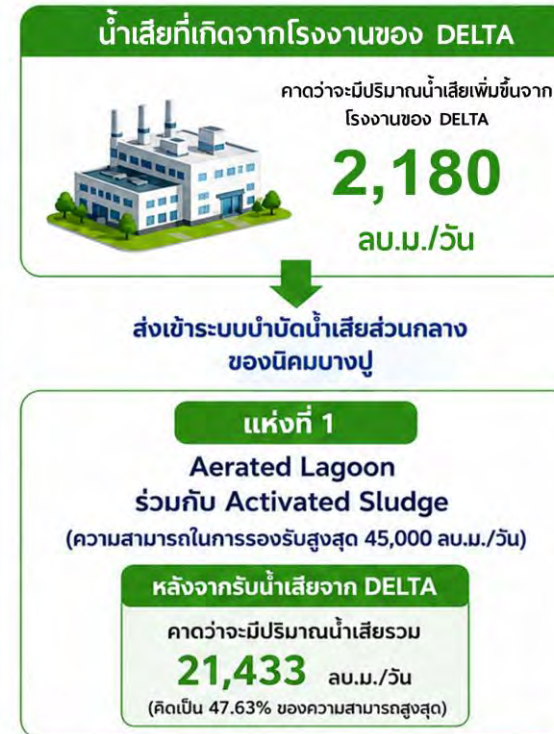 น้ำเสียที่เกิดจากโรงงานของ DELTA
คาดว่าจะมีปริมาณน้ำเสียเพิ่มขึ้นจาก
โรงงานของ DELTA
2,180
ลบ.ม./วัน
ส่งเข้าระบบบำบัดน้ำเสียส่วนกลาง
ของนิคมบางปู
แห่งที่ 1
Aerated Lagoon
ร่วมกับ Activated Sludge
(ความสามารถในการรองรับสูงสุด 45,000 ลบ.ม./วัน)
หลังจากรับน้ำเสียจาก DELTA
คาดว่าจะมีปริมาณน้ำเสียรวม
21,433 ลบ.ม./วัน
(คิดเป็น 47.63% ของความสามารถสูงสุด)